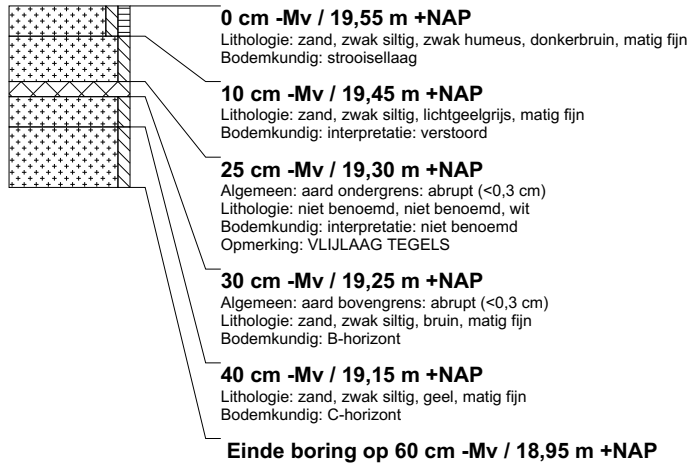 0 cm -Mv / 19,55 m +NAP
Lithologie: zand, zwak siltig, zwak humeus, donkerbruin, matig fijn
Bodemkundig: strooisellaag
10 cm -Mv / 19,45 m +NAP
Lithologie: zand, zwak siltig, lichtgeelgrijs, matig fijn
Bodemkundig: interpretatie: verstoord
25 cm -Mv / 19,30 m +NAP
Algemeen: aard ondergrens: abrupt (<0,3 cm)
Lithologie: niet benoemd, niet benoemd, wit
Bodemkundig: interpretatie: niet benoemd
Opmerking: VLIJLAAG TEGELS
30 cm -Mv / 19,25 m +NAP
Algemeen: aard bovengrens: abrupt (<0,3 cm)
Lithologie: zand, zwak siltig, bruin, matig fijn
Bodemkundig: B-horizont
40 cm -Mv / 19,15 m +NAP
Lithologie: zand, zwak siltig, geel, matig fijn
Bodemkundig: C-horizont
Einde boring op 60 cm -Mv / 18,95 m +NAP